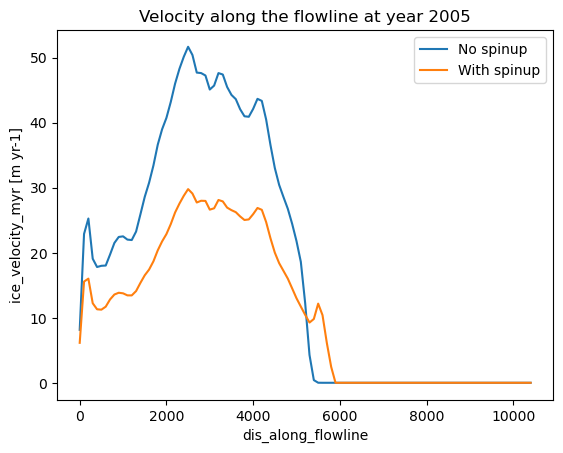 Velocity along the flowline at year 2005
ice_velocity_myr [m yr-1]
50
40
30
20
10
0
No spinup
With spinup
0 2000 4000 6000 8000 10000
dis_along_flowline